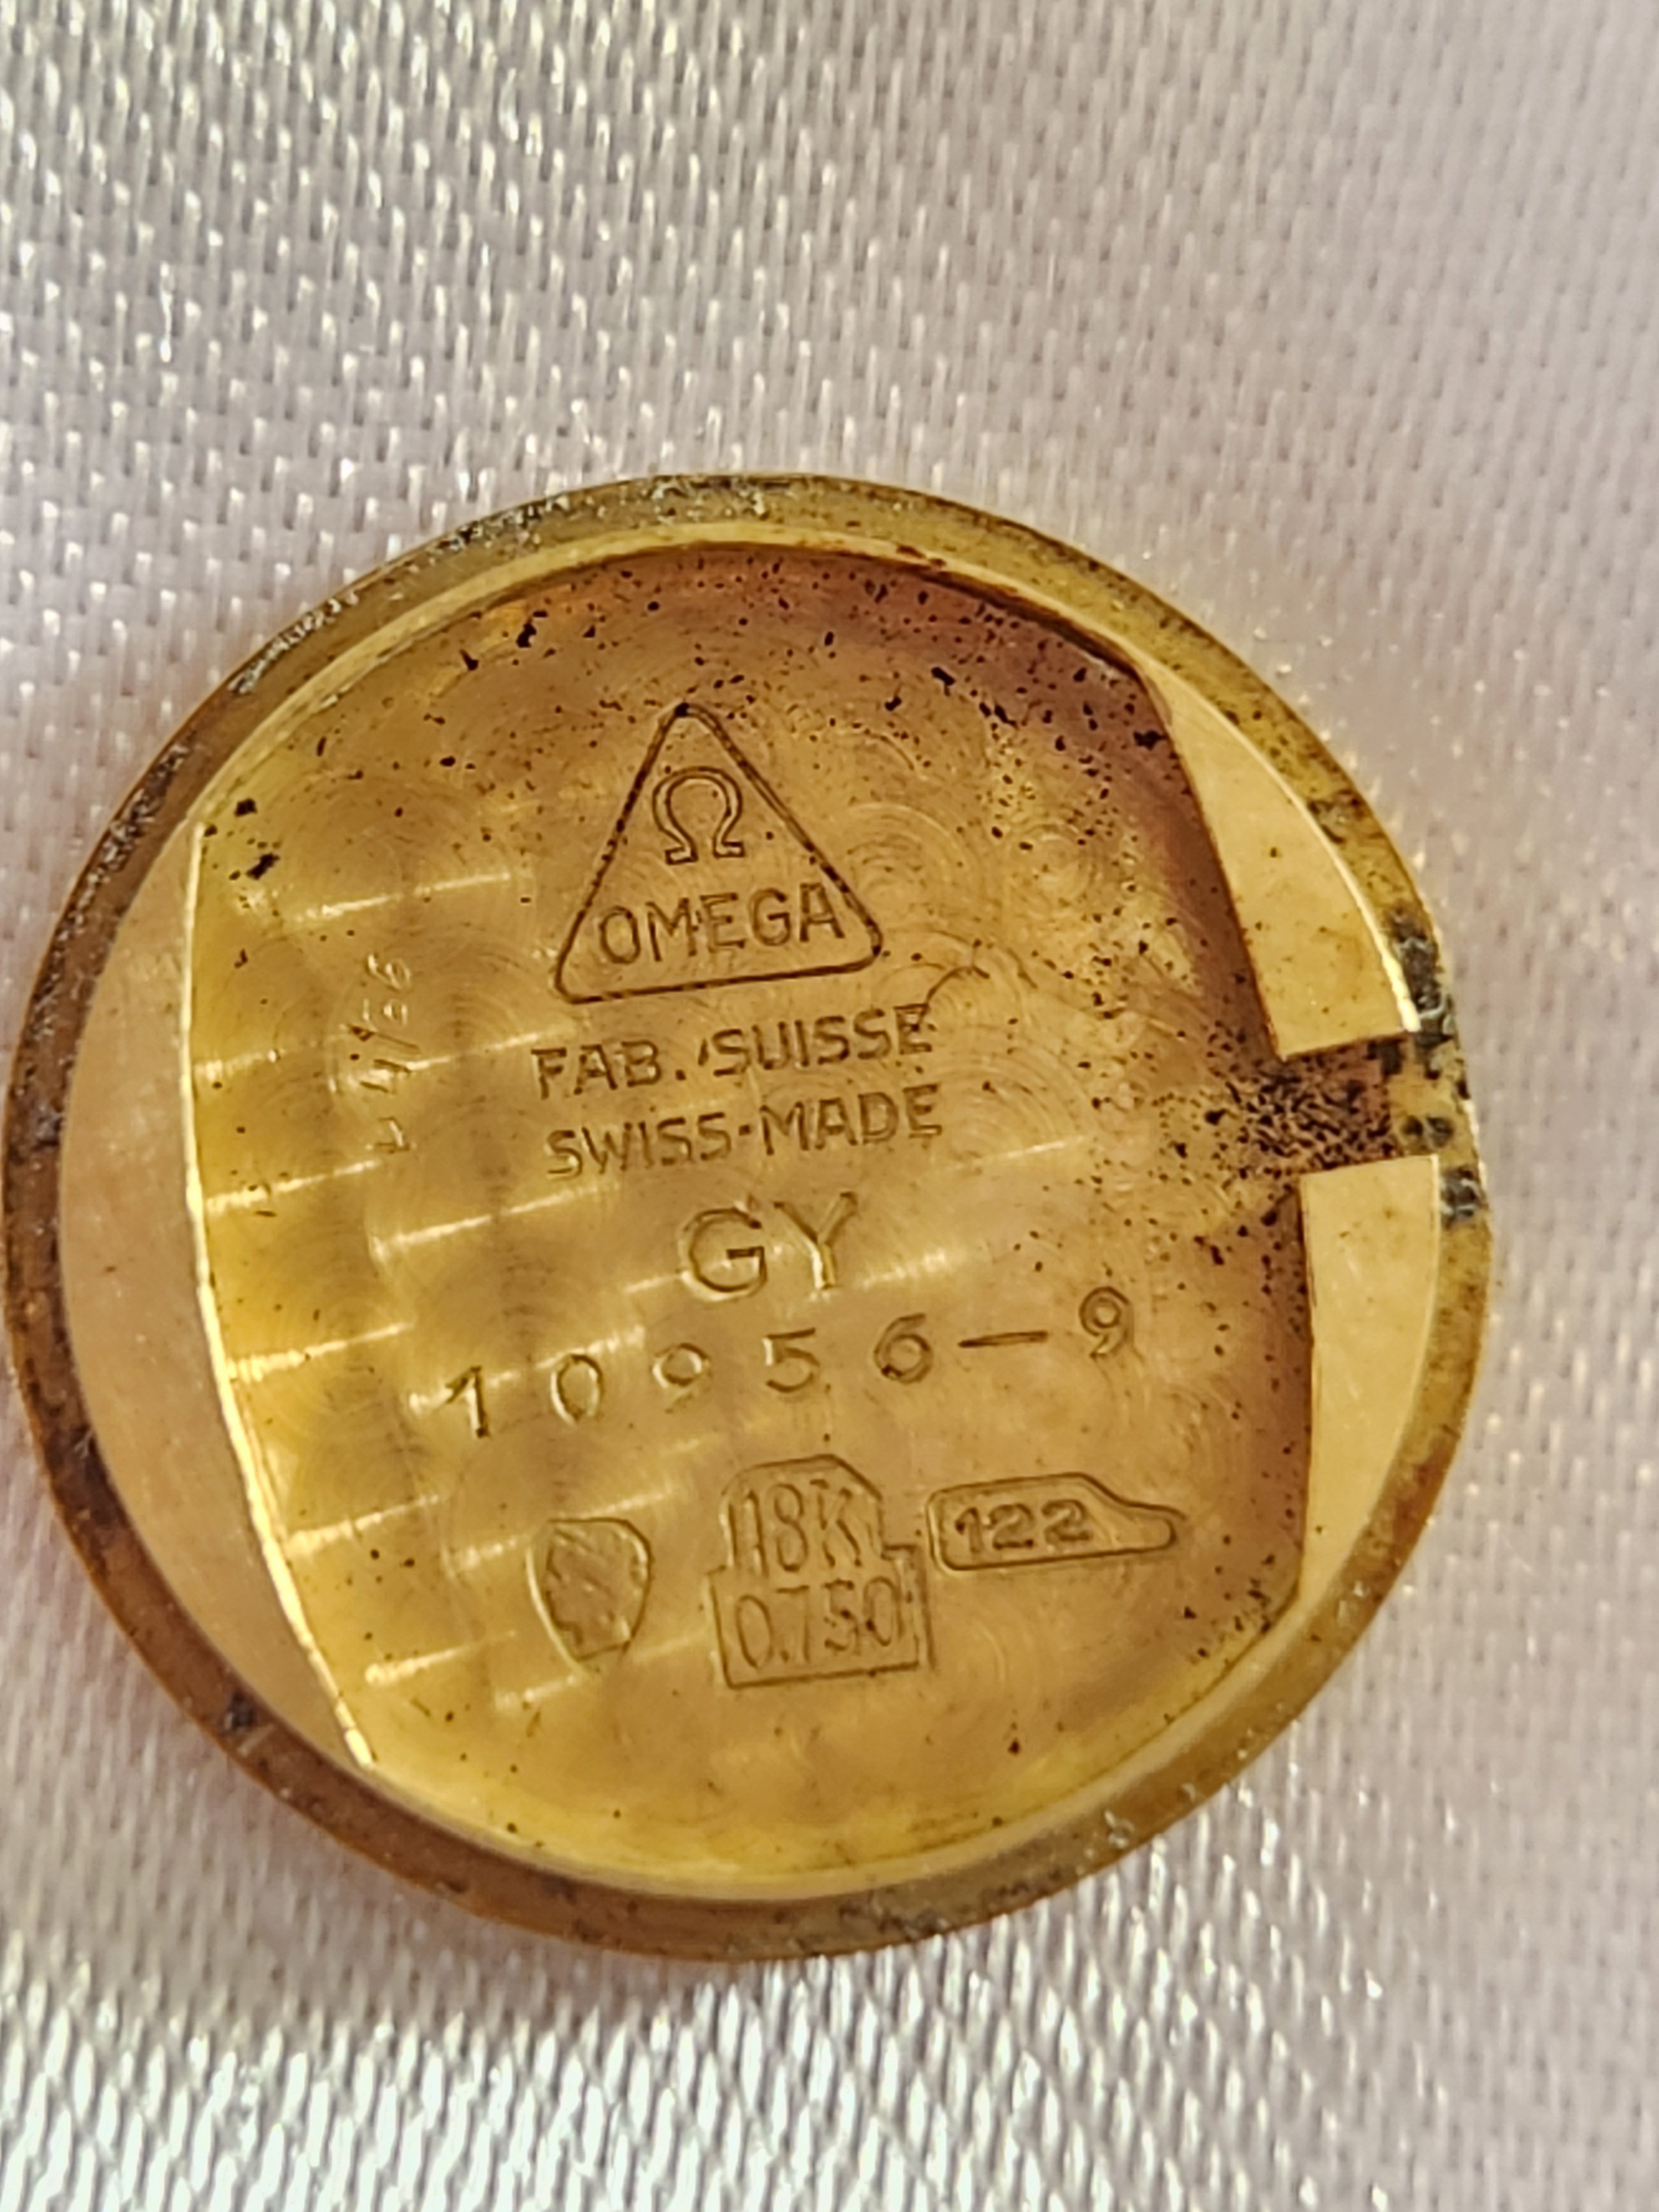 Ω
OMEGA
FAB. SUISSE
SWISS-MADE
GY
10956-9
18K
0.750
122